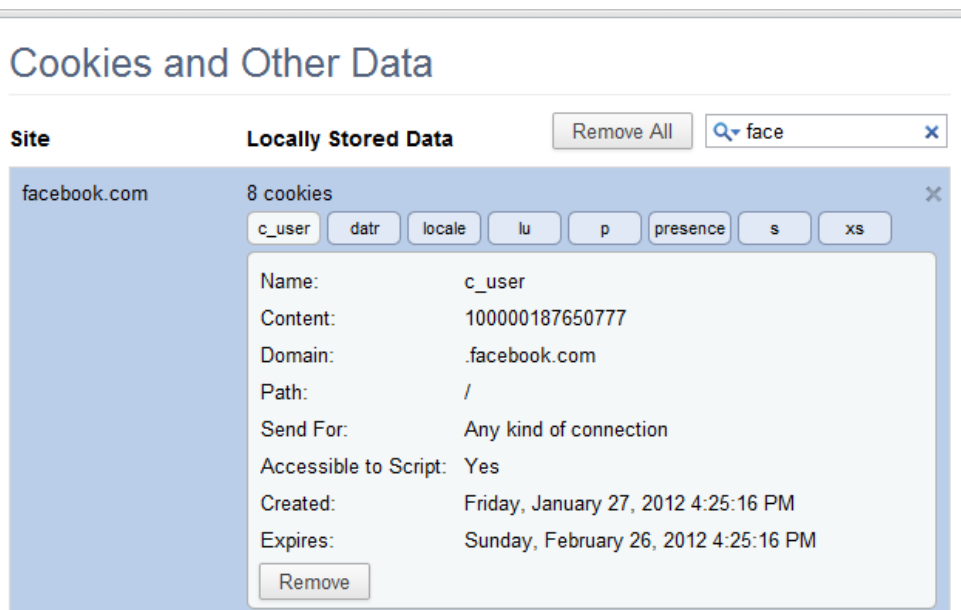 Cookies and Other Data
Site Locally Stored Data Remove All face
facebook.com 8 cookies
c_user datr locale lu p presence s xs
Name: c_user
Content: 100000187650777
Domain: .facebook.com
Path: /
Send For: Any kind of connection
Accessible to Script: Yes
Created: Friday, January 27, 2012 4:25:16 PM
Expires: Sunday, February 26, 2012 4:25:16 PM
Remove